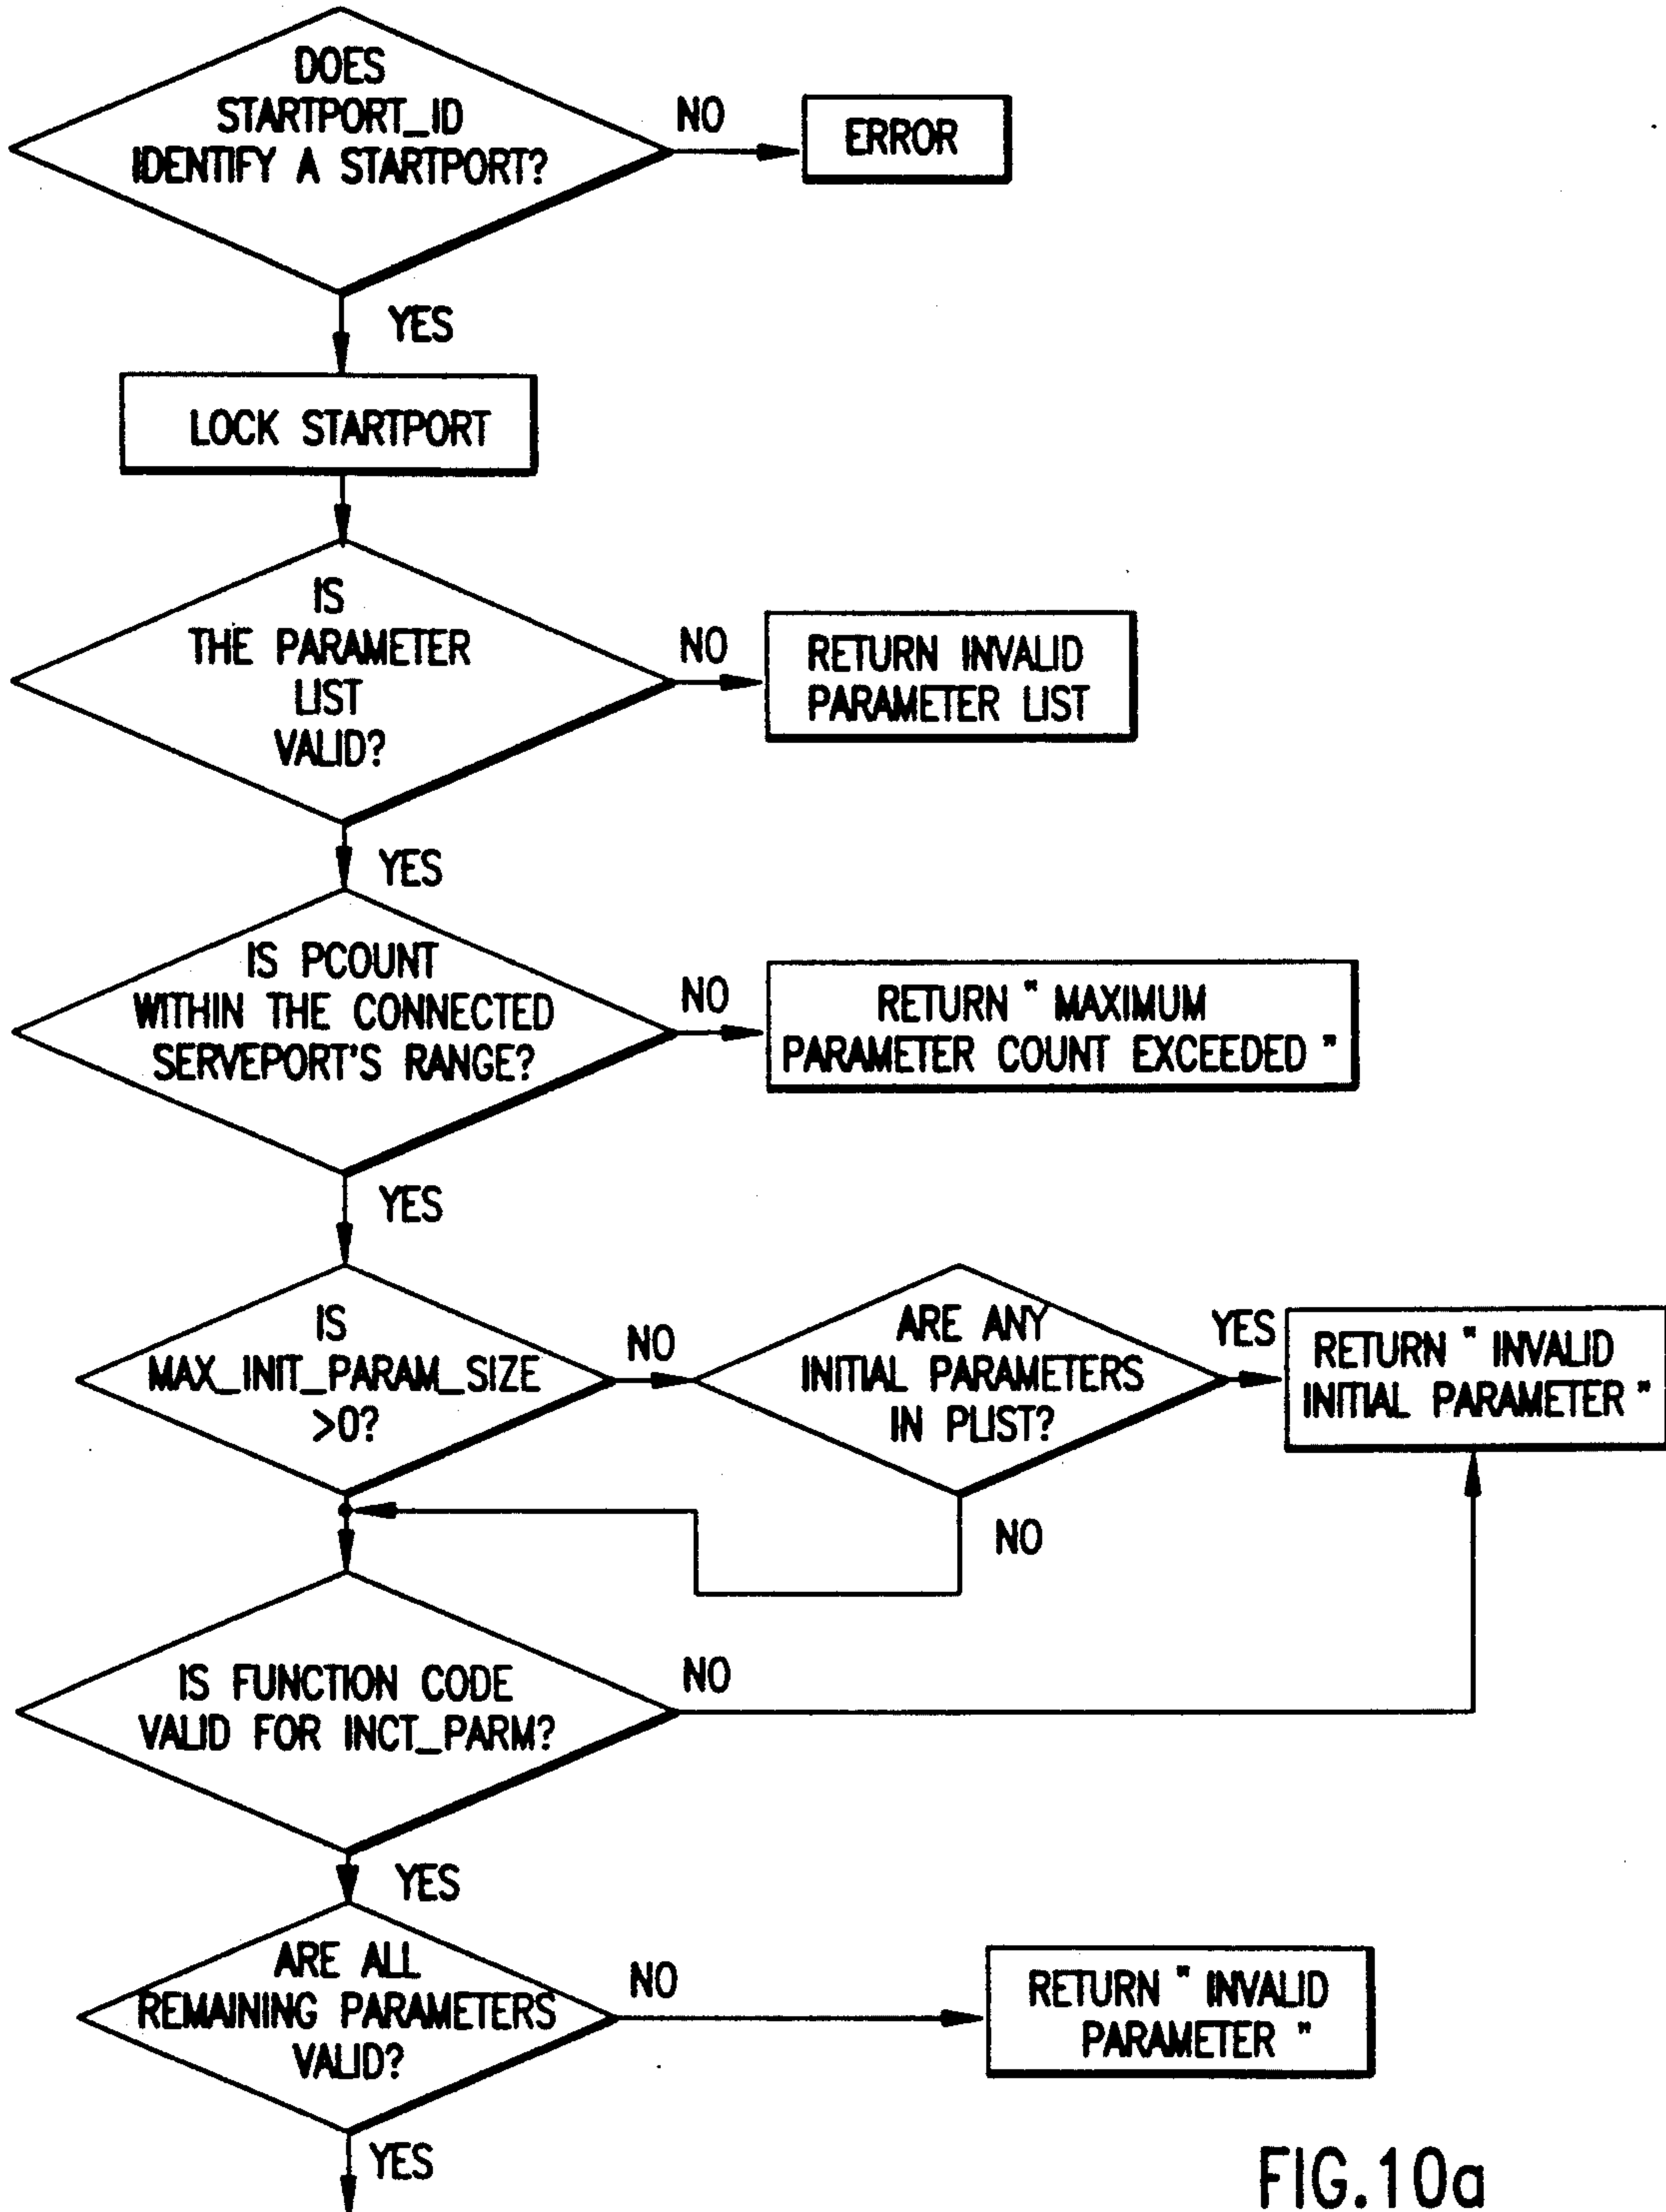 DOES
STARTPORT_ID
IDENTIFY A STARTPORT?
NO
ERROR
YES
LOCK STARTPORT
IS
THE PARAMETER
LIST
VALID?
NO
RETURN INVALID
PARAMETER LIST
YES
IS PCOUNT
WITHIN THE CONNECTED
SERVEPORT'S RANGE?
NO
RETURN " MAXIMUM
PARAMETER COUNT EXCEEDED "
YES
IS
MAX_INIT_PARAM_SIZE
>0?
NO
ARE ANY
INITIAL PARAMETERS
IN PLIST?
YES
RETURN " INVALID
INITIAL PARAMETER "
NO
IS FUNCTION CODE
VALID FOR INCT_PARM?
NO
YES
ARE ALL
REMAINING PARAMETERS
VALID?
NO
RETURN " INVALID
PARAMETER "
YES
FIG.10a